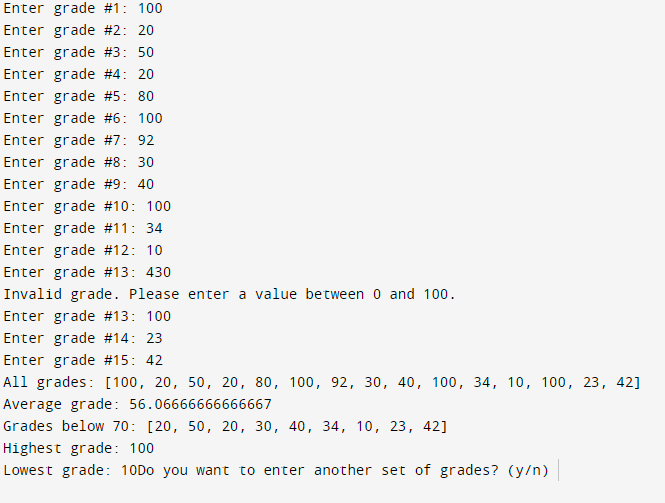 Enter grade #1: 100
Enter grade #2: 20
Enter grade #3: 50
Enter grade #4: 20
Enter grade #5: 80
Enter grade #6: 100
Enter grade #7: 92
Enter grade #8: 30
Enter grade #9: 40
Enter grade #10: 100
Enter grade #11: 34
Enter grade #12: 10
Enter grade #13: 430
Invalid grade. Please enter a value between 0 and 100.
Enter grade #13: 100
Enter grade #14: 23
Enter grade #15: 42
All grades: [100, 20, 50, 20, 80, 100, 92, 30, 40, 100, 34, 10, 100, 23, 42]
Average grade: 56.06666666666667
Grades below 70: [20, 50, 20, 30, 40, 34, 10, 23, 42]
Highest grade: 100
Lowest grade: 10Do you want to enter another set of grades? (y/n)